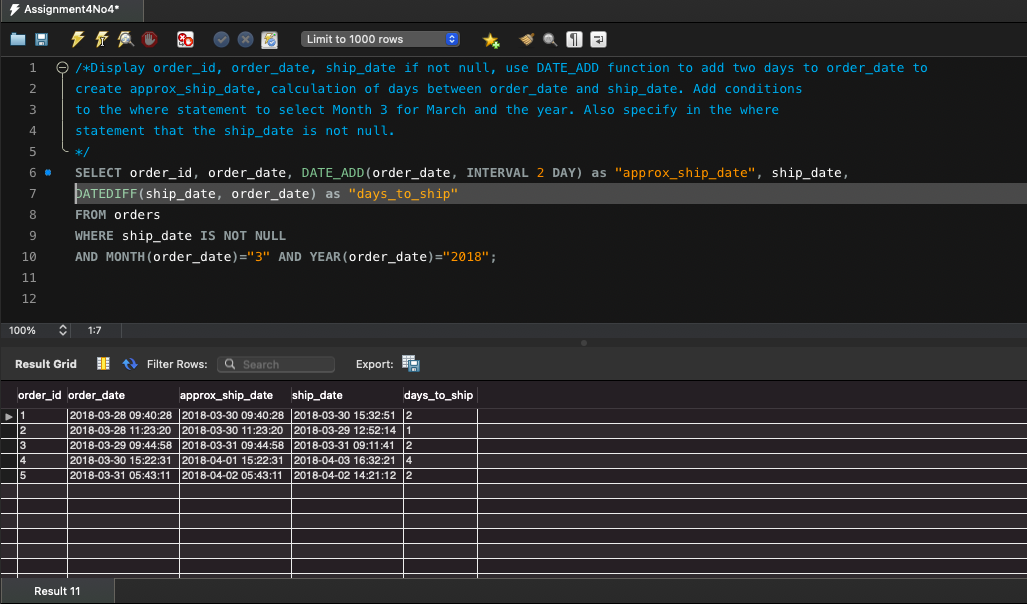 Assignment4No4*
Limit to 1000 rows
1 /*Display order_id, order_date, ship_date if not null, use DATE_ADD function to add two days to order_date to
2 create approx_ship_date, calculation of days between order_date and ship_date. Add conditions
3 to the where statement to select Month 3 for March and the year. Also specify in the where
4 statement that the ship_date is not null.
5 */
6 SELECT order_id, order_date, DATE_ADD(order_date, INTERVAL 2 DAY) as "approx_ship_date", ship_date,
7 DATEDIFF(ship_date, order_date) as "days_to_ship"
8 FROM orders
9 WHERE ship_date IS NOT NULL
10 AND MONTH(order_date)="3" AND YEAR(order_date)="2018";
11
12
100% 1:7
Result Grid Filter Rows: Search Export:
order_id order_date approx_ship_date ship_date days_to_ship
1 2018-03-28 09:40:28 2018-03-30 09:40:28 2018-03-30 15:32:51 2
2 2018-03-28 11:23:20 2018-03-30 11:23:20 2018-03-29 12:52:14 1
3 2018-03-29 09:44:58 2018-03-31 09:44:58 2018-03-31 09:11:41 2
4 2018-03-30 15:22:31 2018-04-01 15:22:31 2018-04-03 16:32:21 4
5 2018-03-31 05:43:11 2018-04-02 05:43:11 2018-04-02 14:21:12 2
Result 11